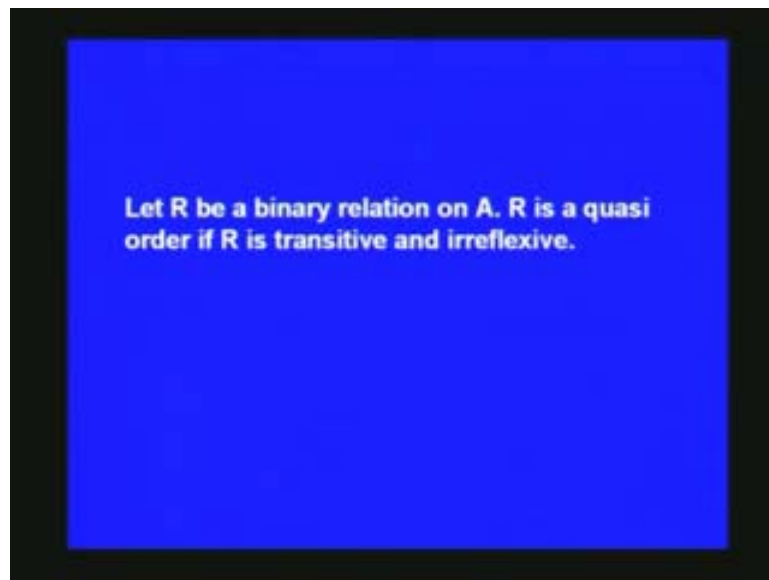 Let R be a binary relation on A. R is a quasi
order if R is transitive and irreflexive.